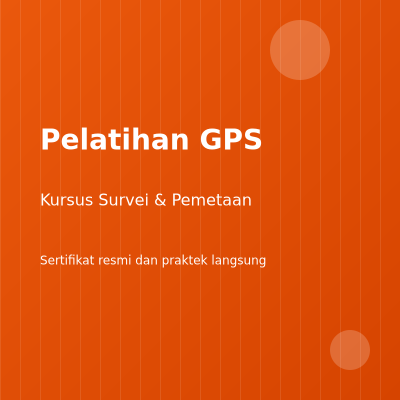 Pelatihan GPS
Kursus Survei & Pemetaan
Sertifikat resmi dan praktek langsung